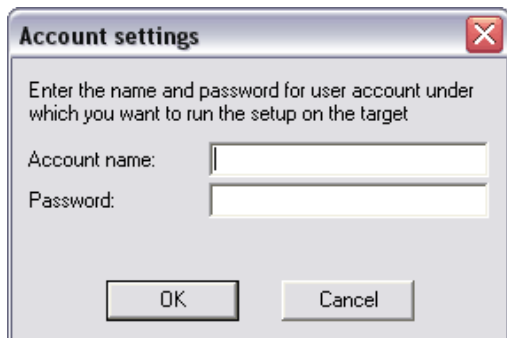 Account settings
Enter the name and password for user account under
which you want to run the setup on the target
Account name:
Password:
OK
Cancel